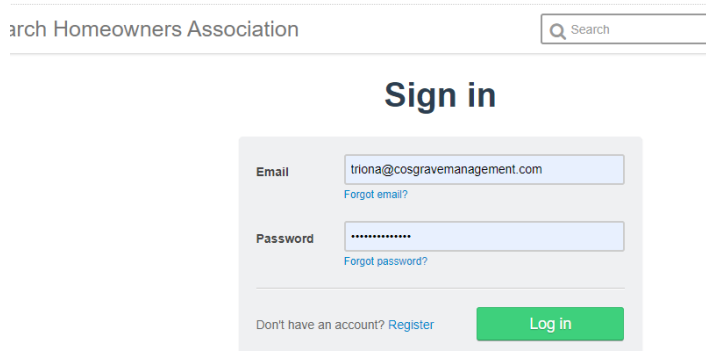 arch Homeowners Association
Search
Sign in
Email
triona@cosgravemanagement.com
Forgot email?
Password
••••••••••••••
Forgot password?
Don't have an account? Register
Log in